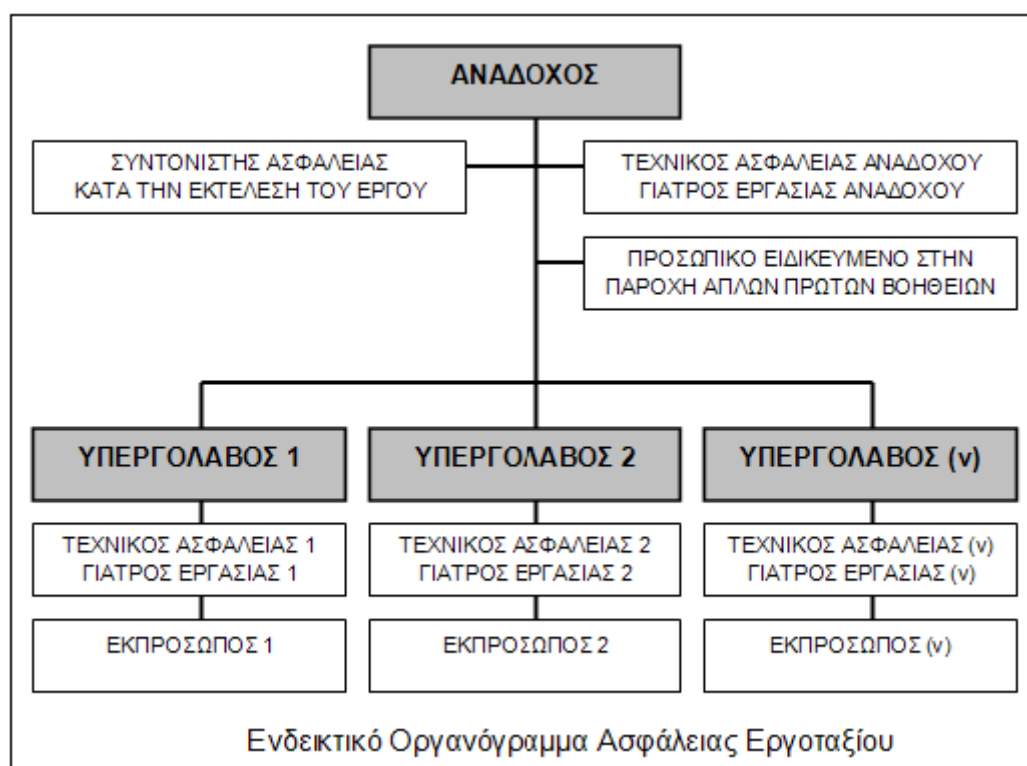 ΑΝΑΔΟΧΟΣ
ΣΥΝΤΟΝΙΣΤΗΣ ΑΣΦΑΛΕΙΑΣ
ΚΑΤΑ ΤΗΝ ΕΚΤΕΛΕΣΗ ΤΟΥ ΕΡΓΟΥ
ΤΕΧΝΙΚΟΣ ΑΣΦΑΛΕΙΑΣ ΑΝΑΔΟΧΟΥ
ΓΙΑΤΡΟΣ ΕΡΓΑΣΙΑΣ ΑΝΑΔΟΧΟΥ
ΠΡΟΣΩΠΙΚΟ ΕΙΔΙΚΕΥΜΕΝΟ ΣΤΗΝ
ΠΑΡΟΧΗ ΑΠΛΩΝ ΠΡΩΤΩΝ ΒΟΗΘΕΙΩΝ
ΥΠΕΡΓΟΛΑΒΟΣ 1
ΥΠΕΡΓΟΛΑΒΟΣ 2
ΥΠΕΡΓΟΛΑΒΟΣ (ν)
ΤΕΧΝΙΚΟΣ ΑΣΦΑΛΕΙΑΣ 1
ΓΙΑΤΡΟΣ ΕΡΓΑΣΙΑΣ 1
ΤΕΧΝΙΚΟΣ ΑΣΦΑΛΕΙΑΣ 2
ΓΙΑΤΡΟΣ ΕΡΓΑΣΙΑΣ 2
ΤΕΧΝΙΚΟΣ ΑΣΦΑΛΕΙΑΣ (ν)
ΓΙΑΤΡΟΣ ΕΡΓΑΣΙΑΣ (ν)
ΕΚΠΡΟΣΩΠΟΣ 1
ΕΚΠΡΟΣΩΠΟΣ 2
ΕΚΠΡΟΣΩΠΟΣ (ν)
Ενδεικτικό Οργανόγραμμα Ασφάλειας Εργοταξίου